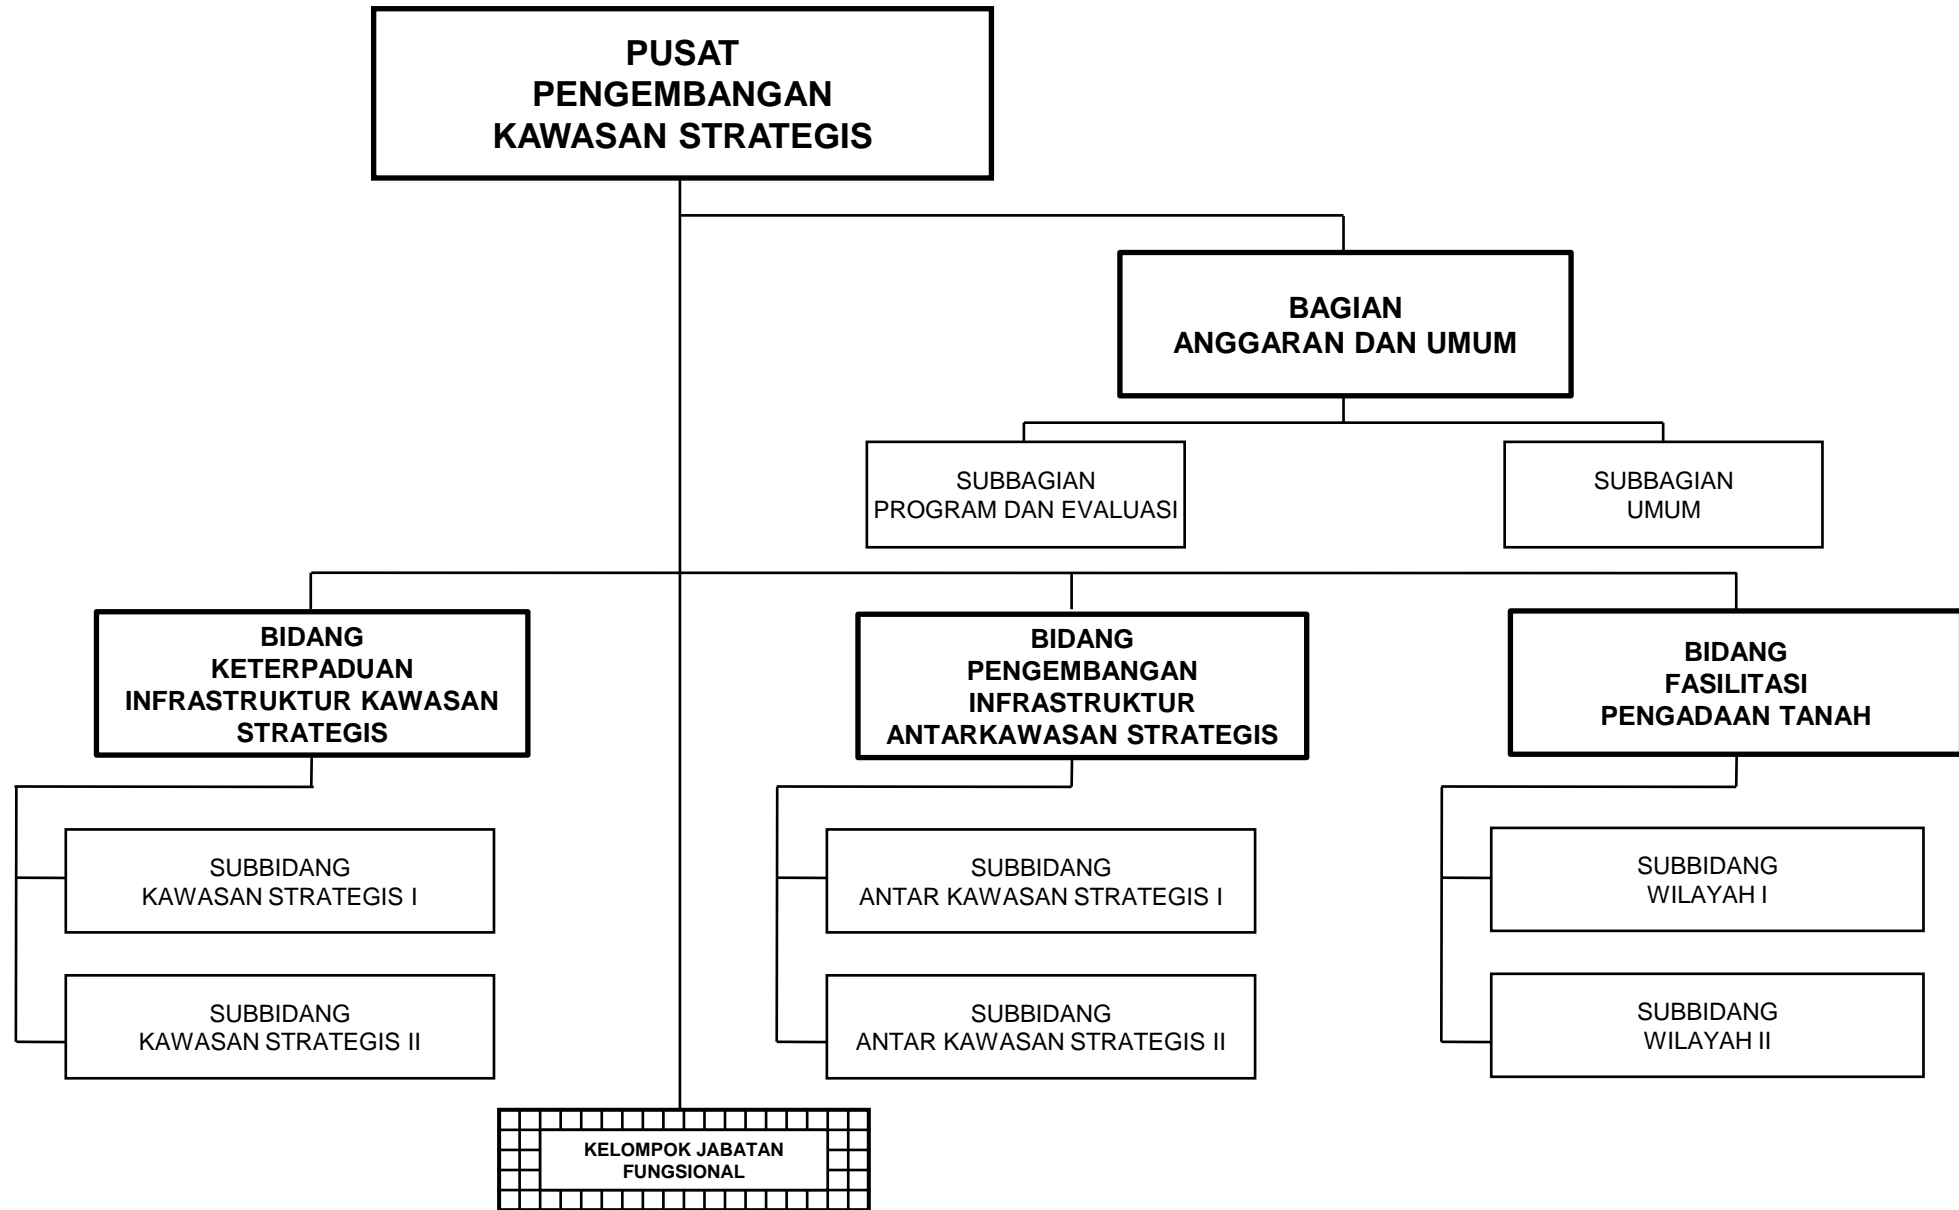 PUSAT
PENGEMBANGAN
KAWASAN STRATEGIS
BAGIAN
ANGGARAN DAN UMUM
SUBBAGIAN
PROGRAM DAN EVALUASI
SUBBAGIAN
UMUM
BIDANG
KETERPADUAN
INFRASTRUKTUR KAWASAN
STRATEGIS
BIDANG
PENGEMBANGAN
INFRASTRUKTUR
ANTARKAWASAN STRATEGIS
BIDANG
FASILITASI
PENGADAAN TANAH
SUBBIDANG
KAWASAN STRATEGIS I
SUBBIDANG
ANTAR KAWASAN STRATEGIS I
SUBBIDANG
WILAYAH I
SUBBIDANG
KAWASAN STRATEGIS II
SUBBIDANG
ANTAR KAWASAN STRATEGIS II
SUBBIDANG
WILAYAH II
KELOMPOK JABATAN
FUNGSIONAL